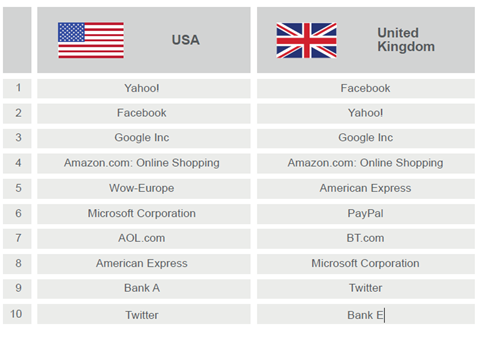 USA
United
Kingdom
1 Yahoo! Facebook
2 Facebook Yahoo!
3 Google Inc Google Inc
4 Amazon.com: Online Shopping Amazon.com: Online Shopping
5 Wow-Europe American Express
6 Microsoft Corporation PayPal
7 AOL.com BT.com
8 American Express Microsoft Corporation
9 Bank A Twitter
10 Twitter Bank E